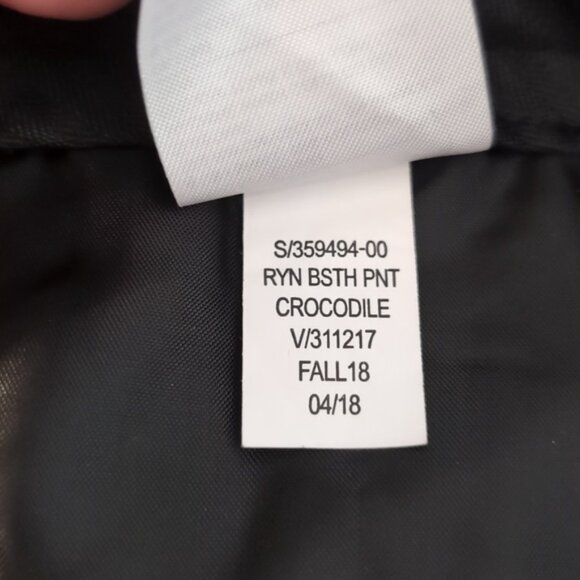 S/359494-00
RYN BSTH PNT
CROCODILE
V/311217
FALL18
04/18